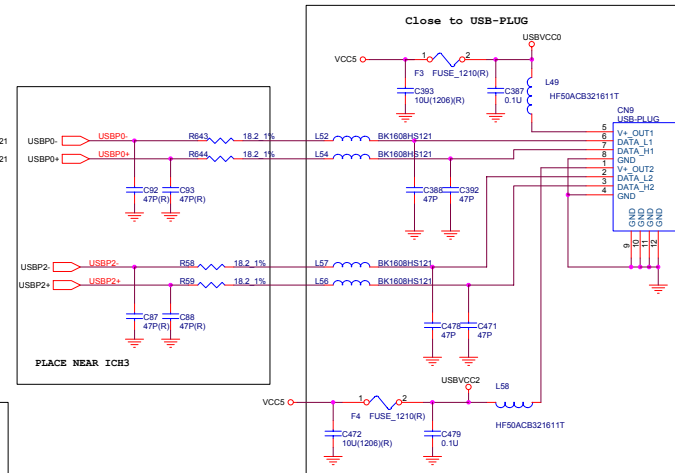 Close to USB-PLUG
USBVCC0
VCC5
1
2
F3 FUSE_1210(R)
C393
10U(1206)(R)
C387
0.1U
L49
HF50ACB321611T
CN9
USB-PLUG
21
USBP0-
USBP0-
R643
18.2_1%
L52
BK1608HS121
21
USBP0+
USBP0+
R644
18.2_1%
L54
BK1608HS121
5 V+_OUT1
6 DATA_L1
7 DATA_H1
8 GND
1 V+_OUT2
2 DATA_L2
3 DATA_H2
4 GND
GND GND GND GND
9 10 11 12
C92
47P(R)
C93
47P(R)
C388
47P
C392
47P
USBP2-
USBP2-
R58
18.2_1%
L57
BK1608HS121
USBP2+
USBP2+
R59
18.2_1%
L56
BK1608HS121
C87
47P(R)
C88
47P(R)
C478
47P
C471
47P
PLACE NEAR ICH3
USBVCC2
VCC5
1
2
F4 FUSE_1210(R)
L58
HF50ACB321611T
C472
10U(1206)(R)
C479
0.1U